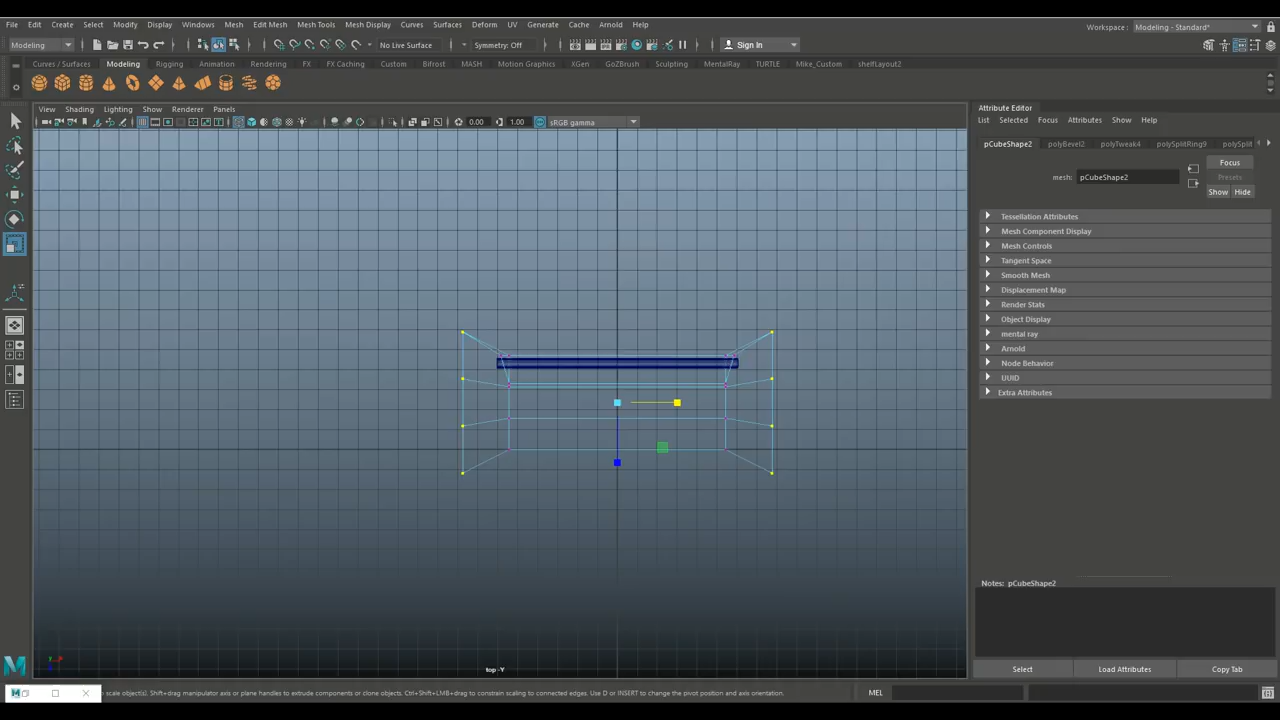 File Edit Create Select Modify Display Windows Mesh Edit Mesh Mesh Tools Mesh Display Curves Surfaces Deform UV Generate Cache Arnold Help
Workspace : Modeling - Standard*
Modeling
No Live Surface
Symmetry: Off
Sign In
Curves / Surfaces Modeling Rigging Animation Rendering FX FX Caching Custom Bifrost MASH Motion Graphics XGen GoZBrush Sculpting MentalRay TURTLE Mike_Custom shelfLayout2
View Shading Lighting Show Renderer Panels
0.00 1.00 sRGB gamma
Attribute Editor
List Selected Focus Attributes Show Help
pCubeShape2 polyBevel2 polyTweak4 polySplitRing9 polySplit
Focus
mesh: pCubeShape2
Presets
Show Hide
Tessellation Attributes
Mesh Component Display
Mesh Controls
Tangent Space
Smooth Mesh
Displacement Map
Render Stats
Object Display
mental ray
Arnold
Node Behavior
UUID
Extra Attributes
Notes: pCubeShape2
Select Load Attributes Copy Tab
top -Y
scale object(s). Shift+drag manipulator axis or plane handles to extrude components or clone objects. Ctrl+Shift+LMB+drag to constrain scaling to connected edges. Use D or INSERT to change the pivot position and axis orientation.
MEL